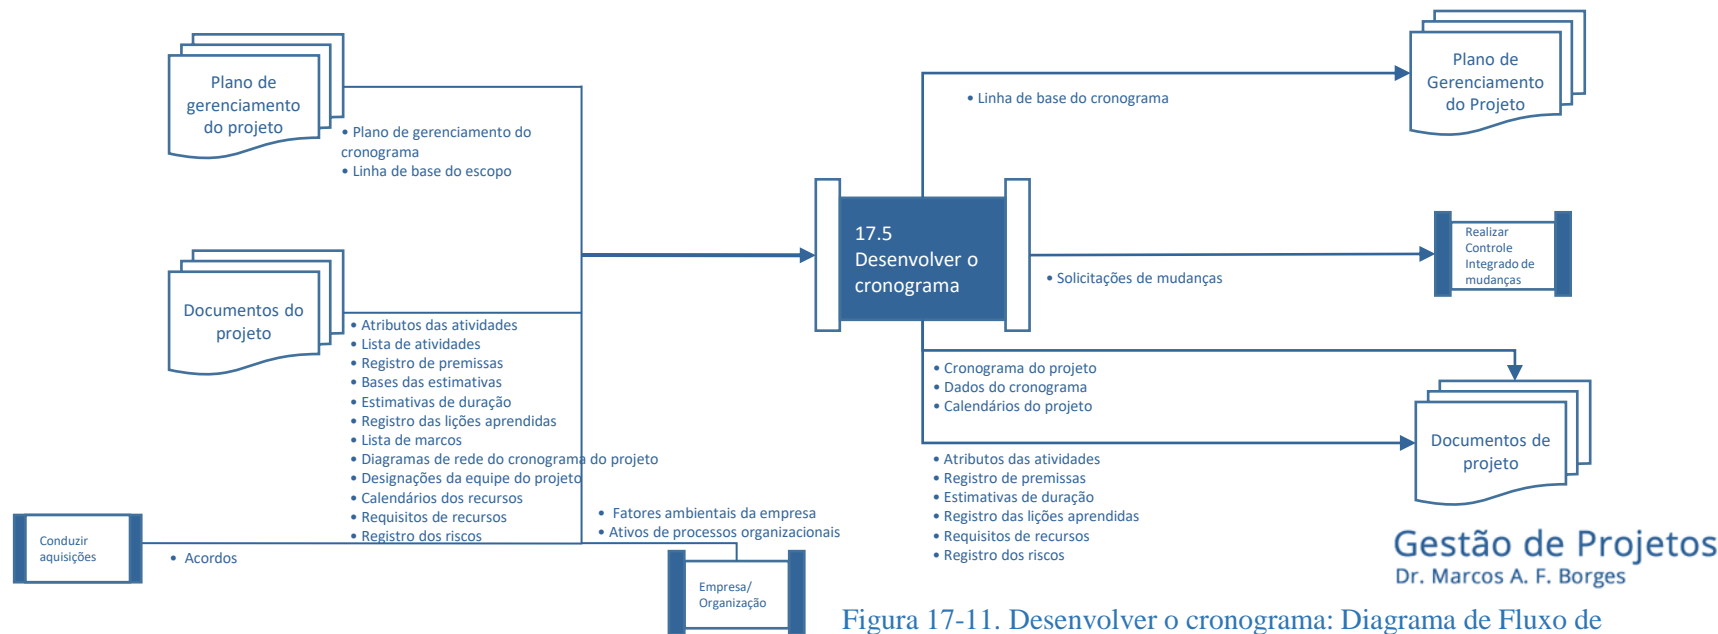 Plano de
gerenciamento
do projeto
• Plano de gerenciamento do
cronograma
• Linha de base do escopo
Documentos do
projeto
• Atributos das atividades
• Lista de atividades
• Registro de premissas
• Bases das estimativas
• Estimativas de duração
• Registro das lições aprendidas
• Lista de marcos
• Diagramas de rede do cronograma do projeto
• Designações da equipe do projeto
• Calendários dos recursos
• Requisitos de recursos
• Registro dos riscos
Conduzir
aquisições
• Acordos
• Fatores ambientais da empresa
• Ativos de processos organizacionais
Empresa/
Organização
17.5
Desenvolver o
cronograma
• Linha de base do cronograma
Plano de
Gerenciamento
do Projeto
• Solicitações de mudanças
Realizar
Controle
Integrado de
mudanças
• Cronograma do projeto
• Dados do cronograma
• Calendários do projeto
• Atributos das atividades
• Registro de premissas
• Estimativas de duração
• Registro das lições aprendidas
• Requisitos de recursos
• Registro dos riscos
Documentos de
projeto
Gestão de Projetos
Dr. Marcos A. F. Borges
Figura 17-11. Desenvolver o cronograma: Diagrama de Fluxo de